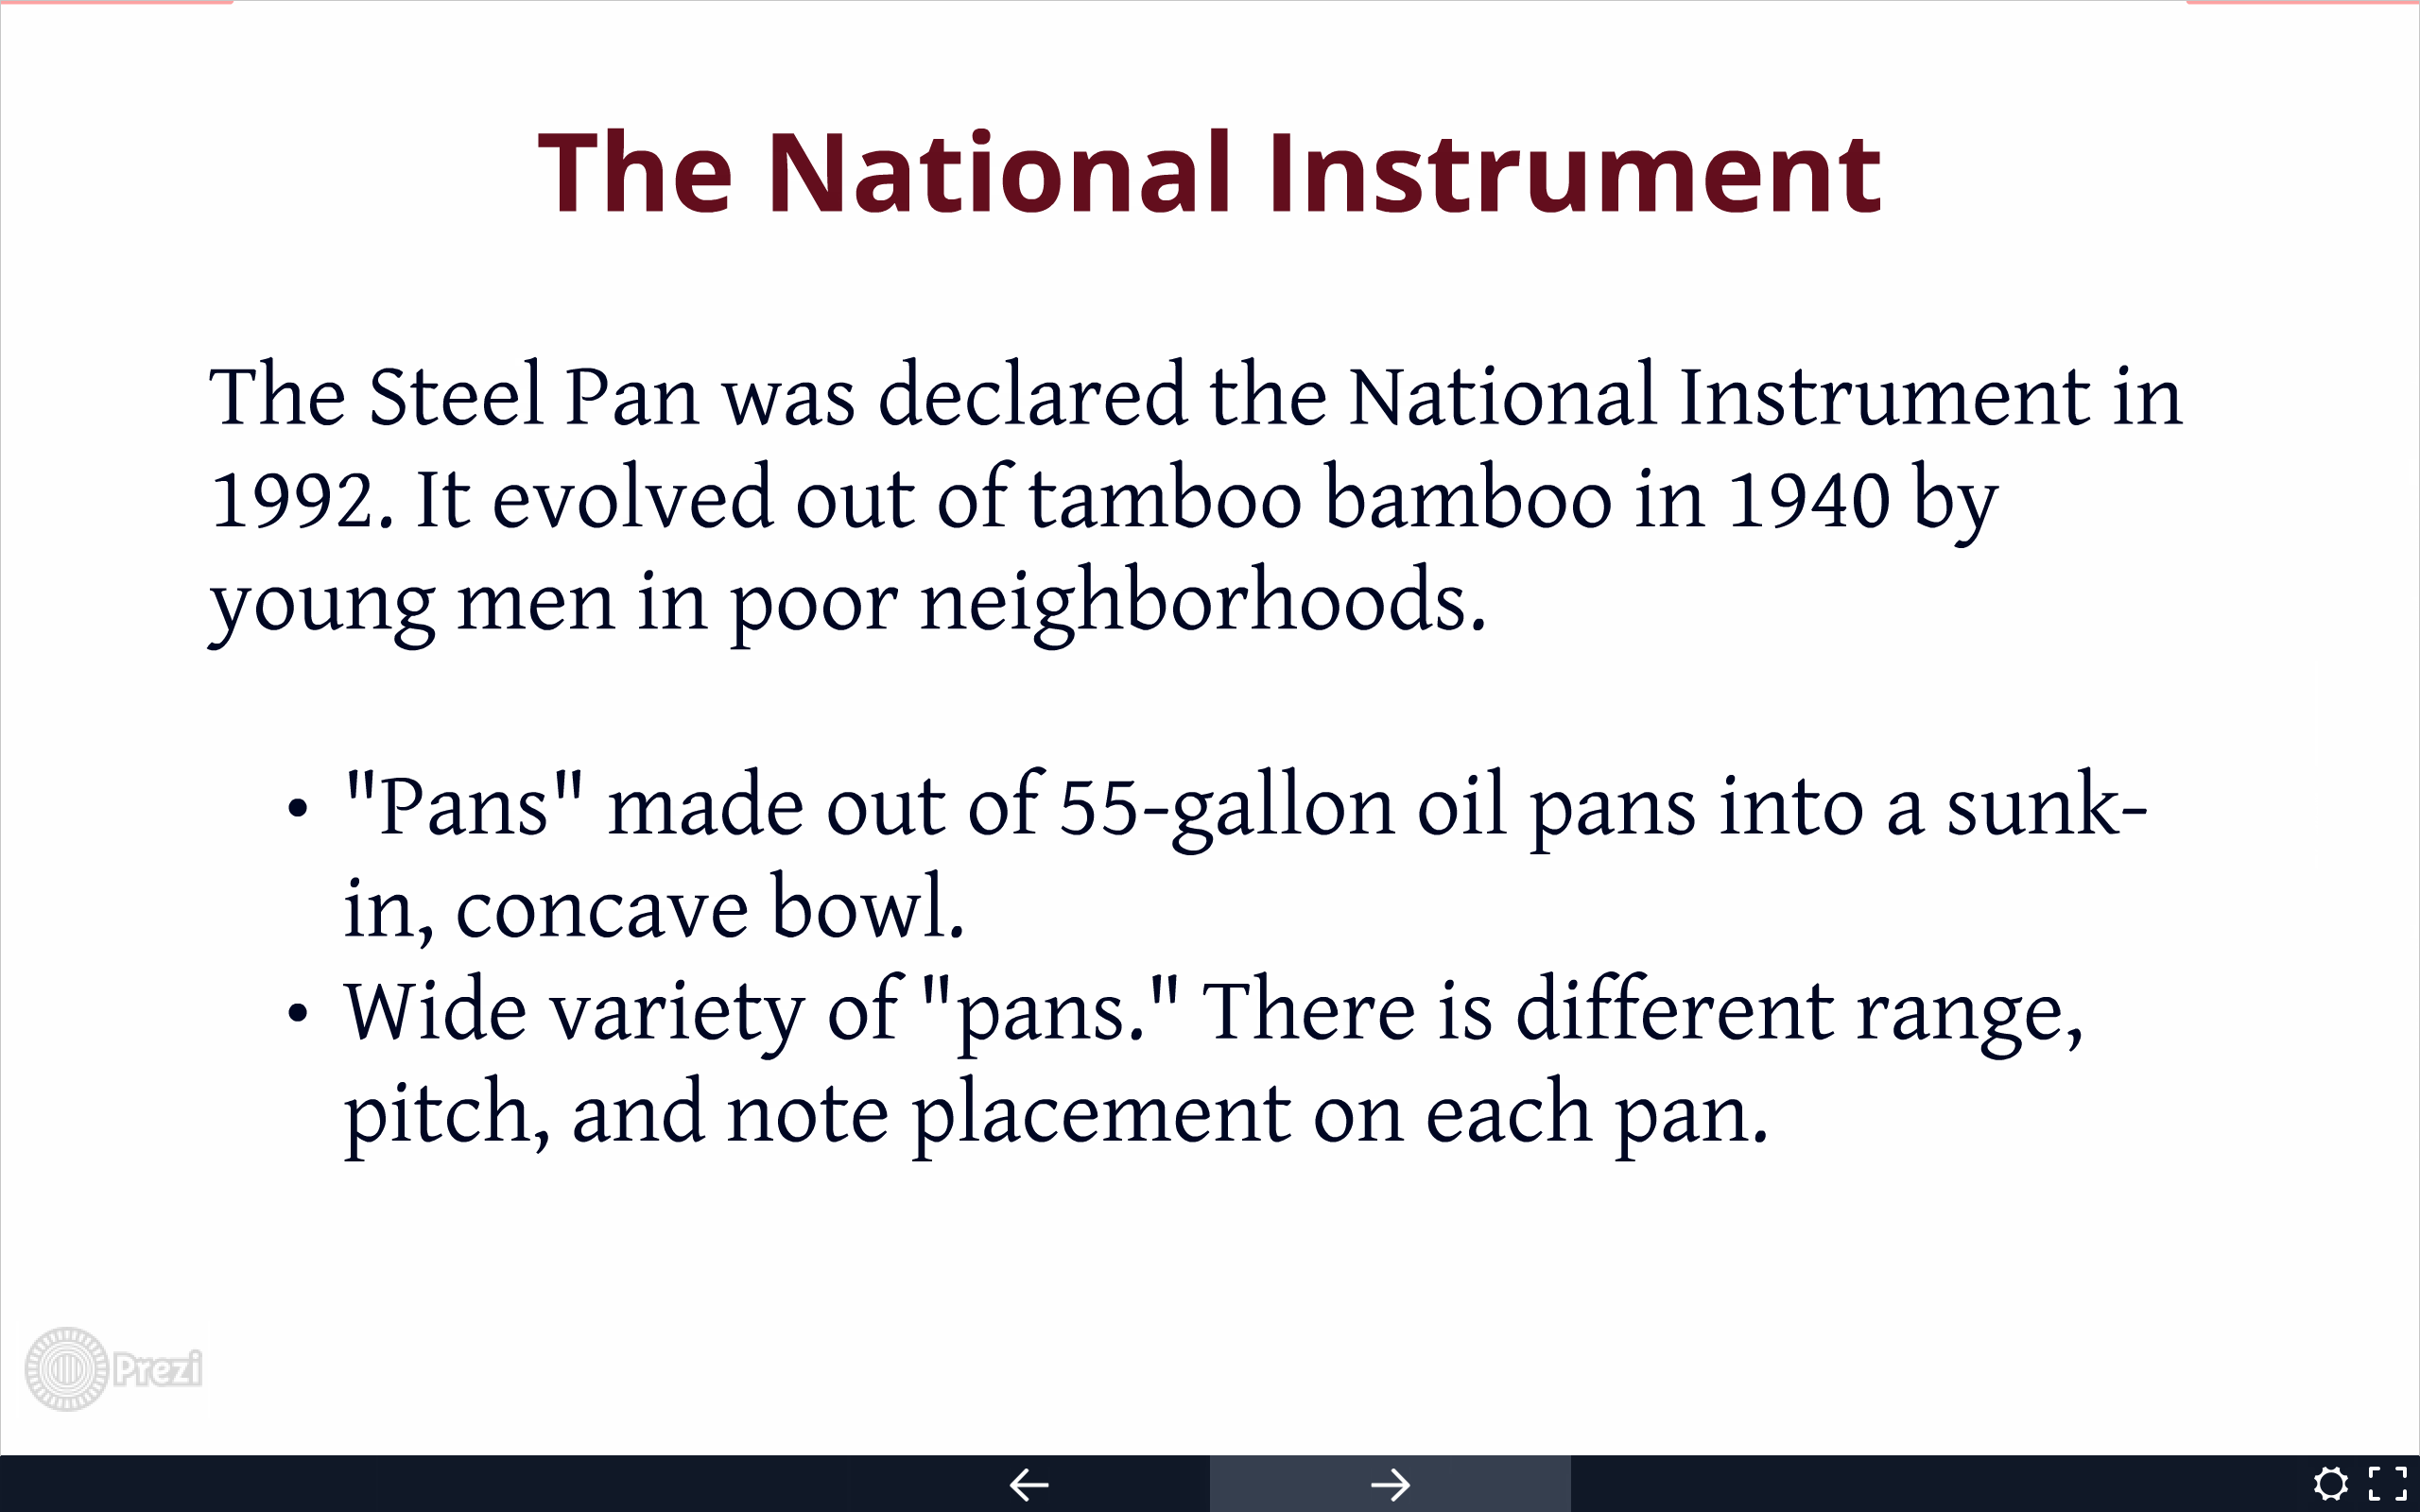 The National Instrument
The Steel Pan was declared the National Instrument in
1992. It evolved out of tamboo bamboo in 1940 by
young men in poor neighborhoods.
• "Pans" made out of 55-gallon oil pans into a sunk-
in, concave bowl.
• Wide variety of "pans." There is different range,
pitch, and note placement on each pan.
Prezi